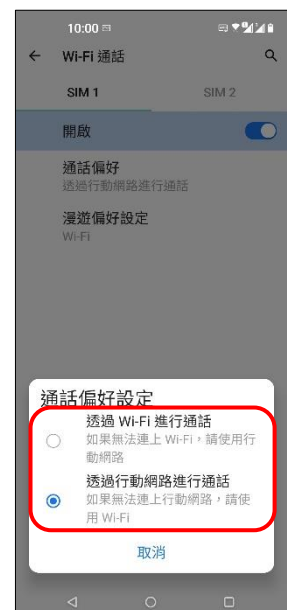 10:00
Wi-Fi 通話
SIM 1
SIM 2
開啟
通話偏好
透過行動網路進行通話
漫遊偏好設定
Wi-Fi
通話偏好設定
透過 Wi-Fi 進行通話
如果無法連上 Wi-Fi，請使用行
動網路
透過行動網路進行通話
如果無法連上行動網路，請使
用 Wi-Fi
取消